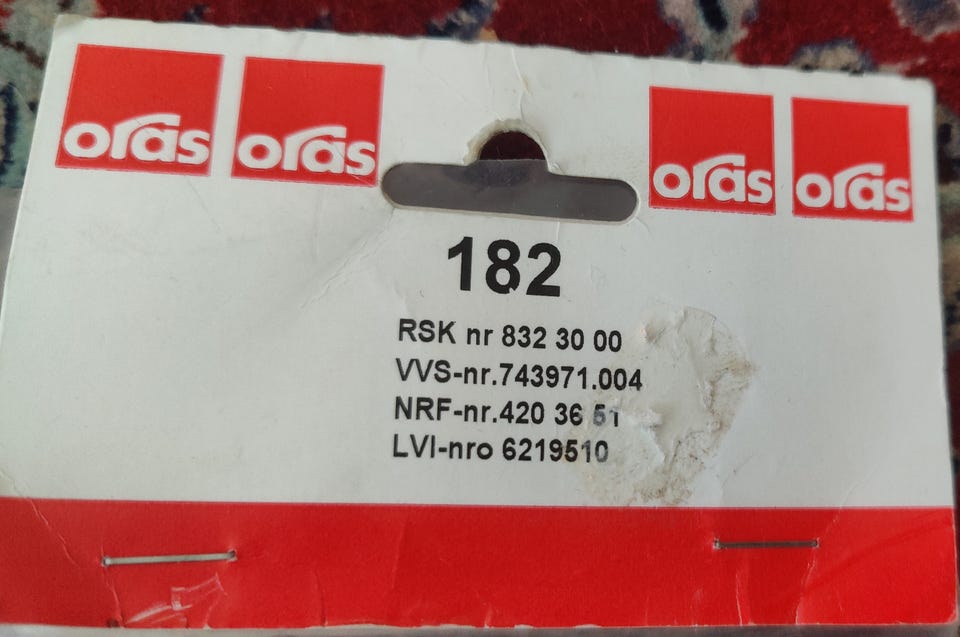 oras oras oras oras
182
RSK nr 832 30 00
VVS-nr.743971.004
NRF-nr.420 36 51
LVI-nro 6219510